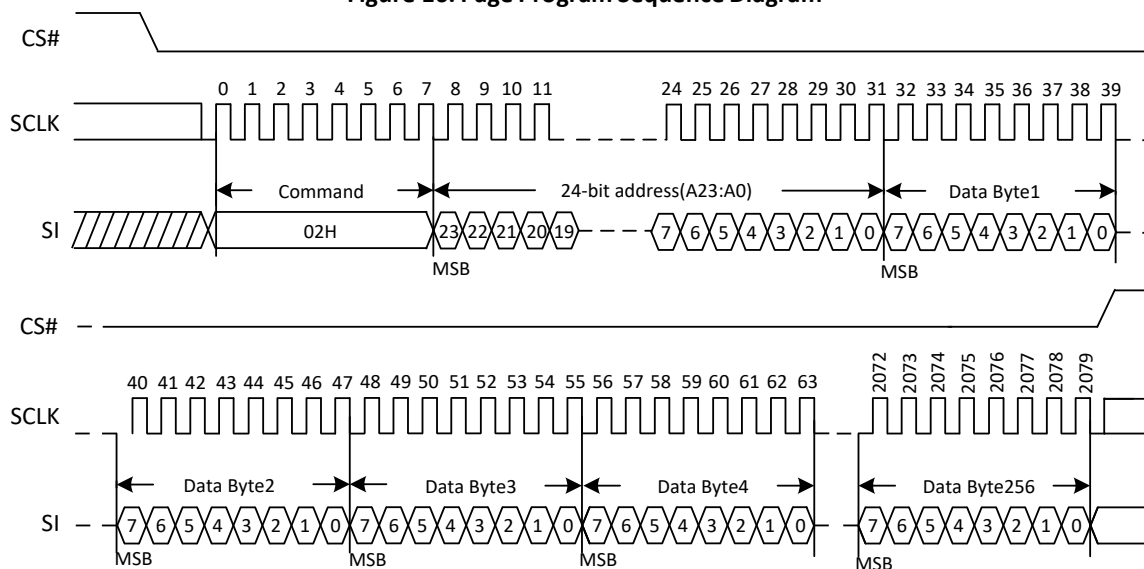 CS#
0 1 2 3 4 5 6 7 8 9 10 11 24 25 26 27 28 29 30 31 32 33 34 35 36 37 38 39
SCLK
Command 24-bit address(A23:A0) Data Byte1
SI 02H 23 22 21 20 19 7 6 5 4 3 2 1 0 7 6 5 4 3 2 1 0
MSB MSB
CS#
40 41 42 43 44 45 46 47 48 49 50 51 52 53 54 55 56 57 58 59 60 61 62 63 2072 2073 2074 2075 2076 2077 2078 2079
SCLK
Data Byte2 Data Byte3 Data Byte4 Data Byte256
SI 7 6 5 4 3 2 1 0 7 6 5 4 3 2 1 0 7 6 5 4 3 2 1 0 7 6 5 4 3 2 1 0
MSB MSB MSB MSB